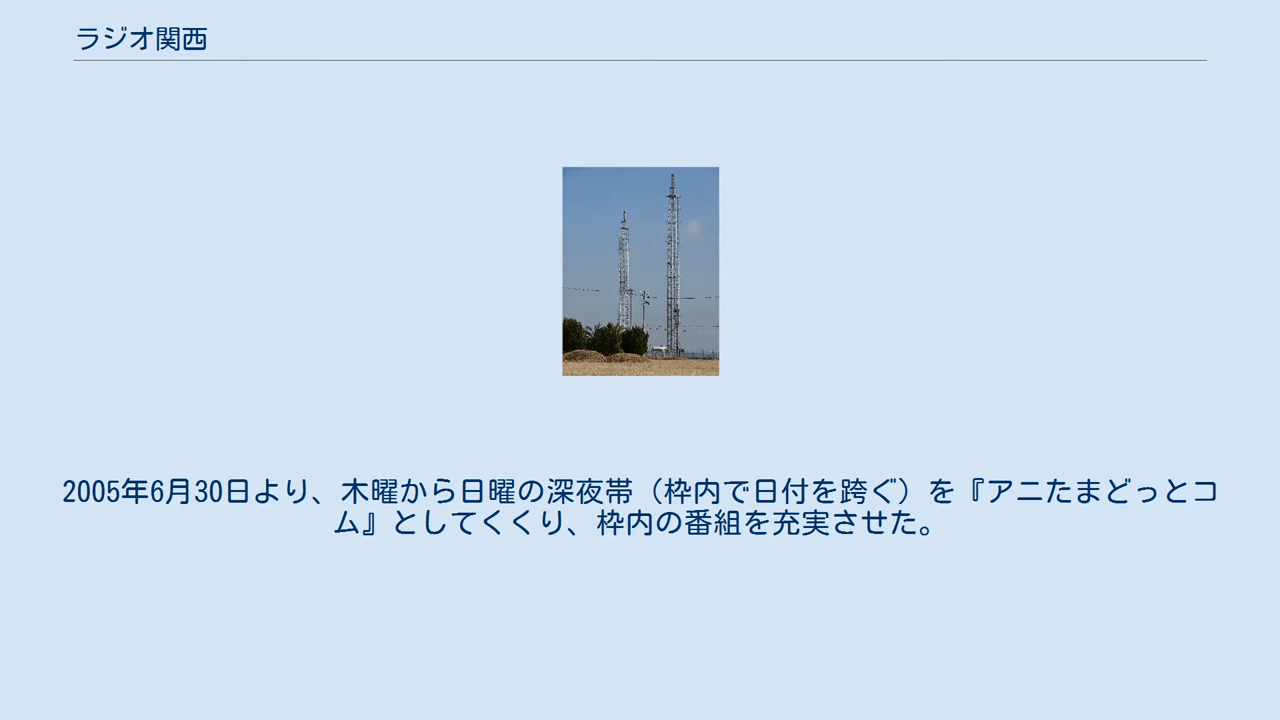 ラジオ関西
2005年6月30日より、木曜から日曜の深夜帯（枠内で日付を跨ぐ）を『アニたまどっとコ
ム』としてくくり、枠内の番組を充実させた。